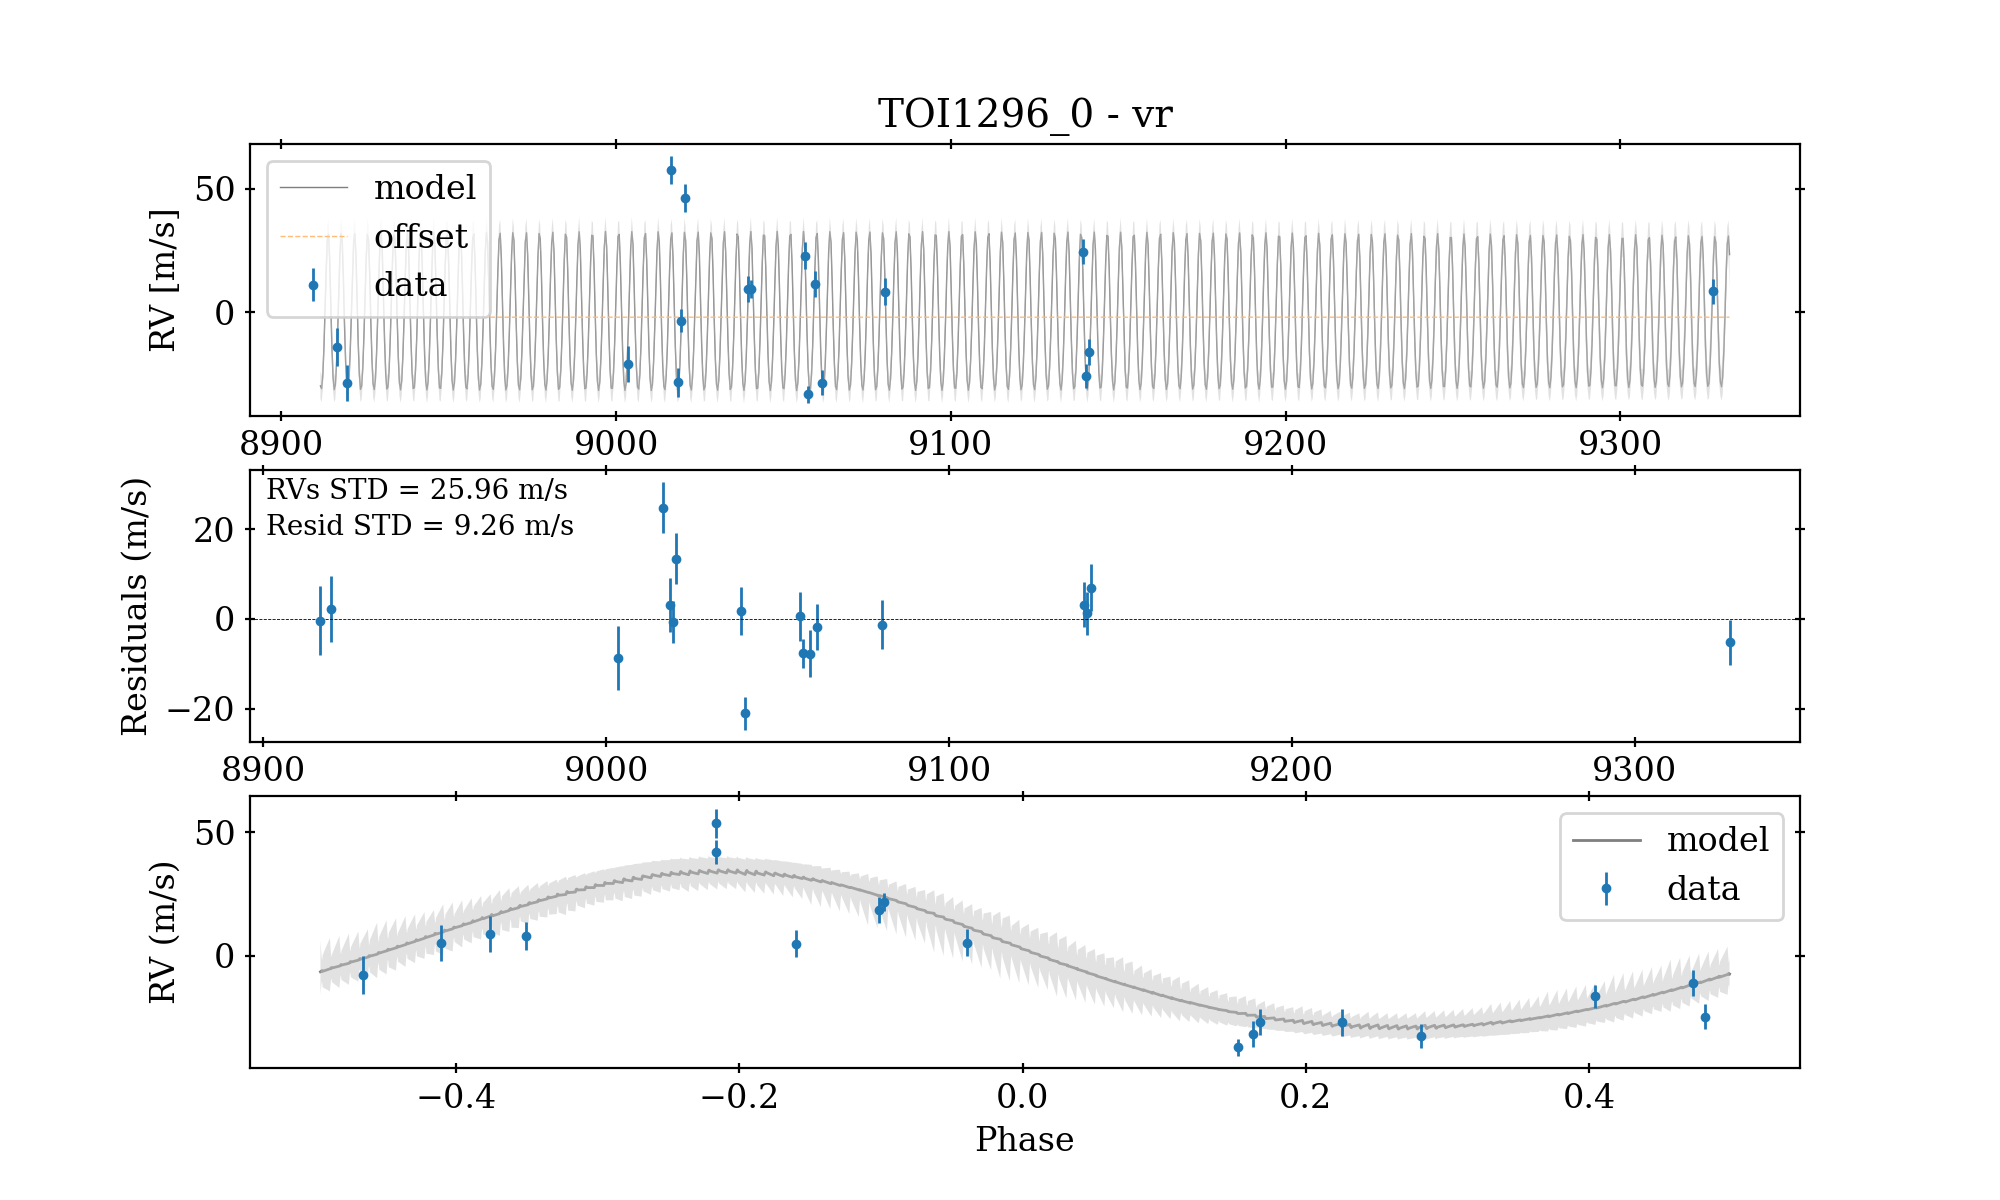 TOI1296_0 - vr
RV [m/s]
50
0
model
offset
data
8900 9000 9100 9200 9300
Residuals (m/s)
20
0
−20
RVs STD = 25.96 m/s
Resid STD = 9.26 m/s
8900 9000 9100 9200 9300
RV (m/s)
50
0
model
data
−0.4 −0.2 0.0 0.2 0.4
Phase